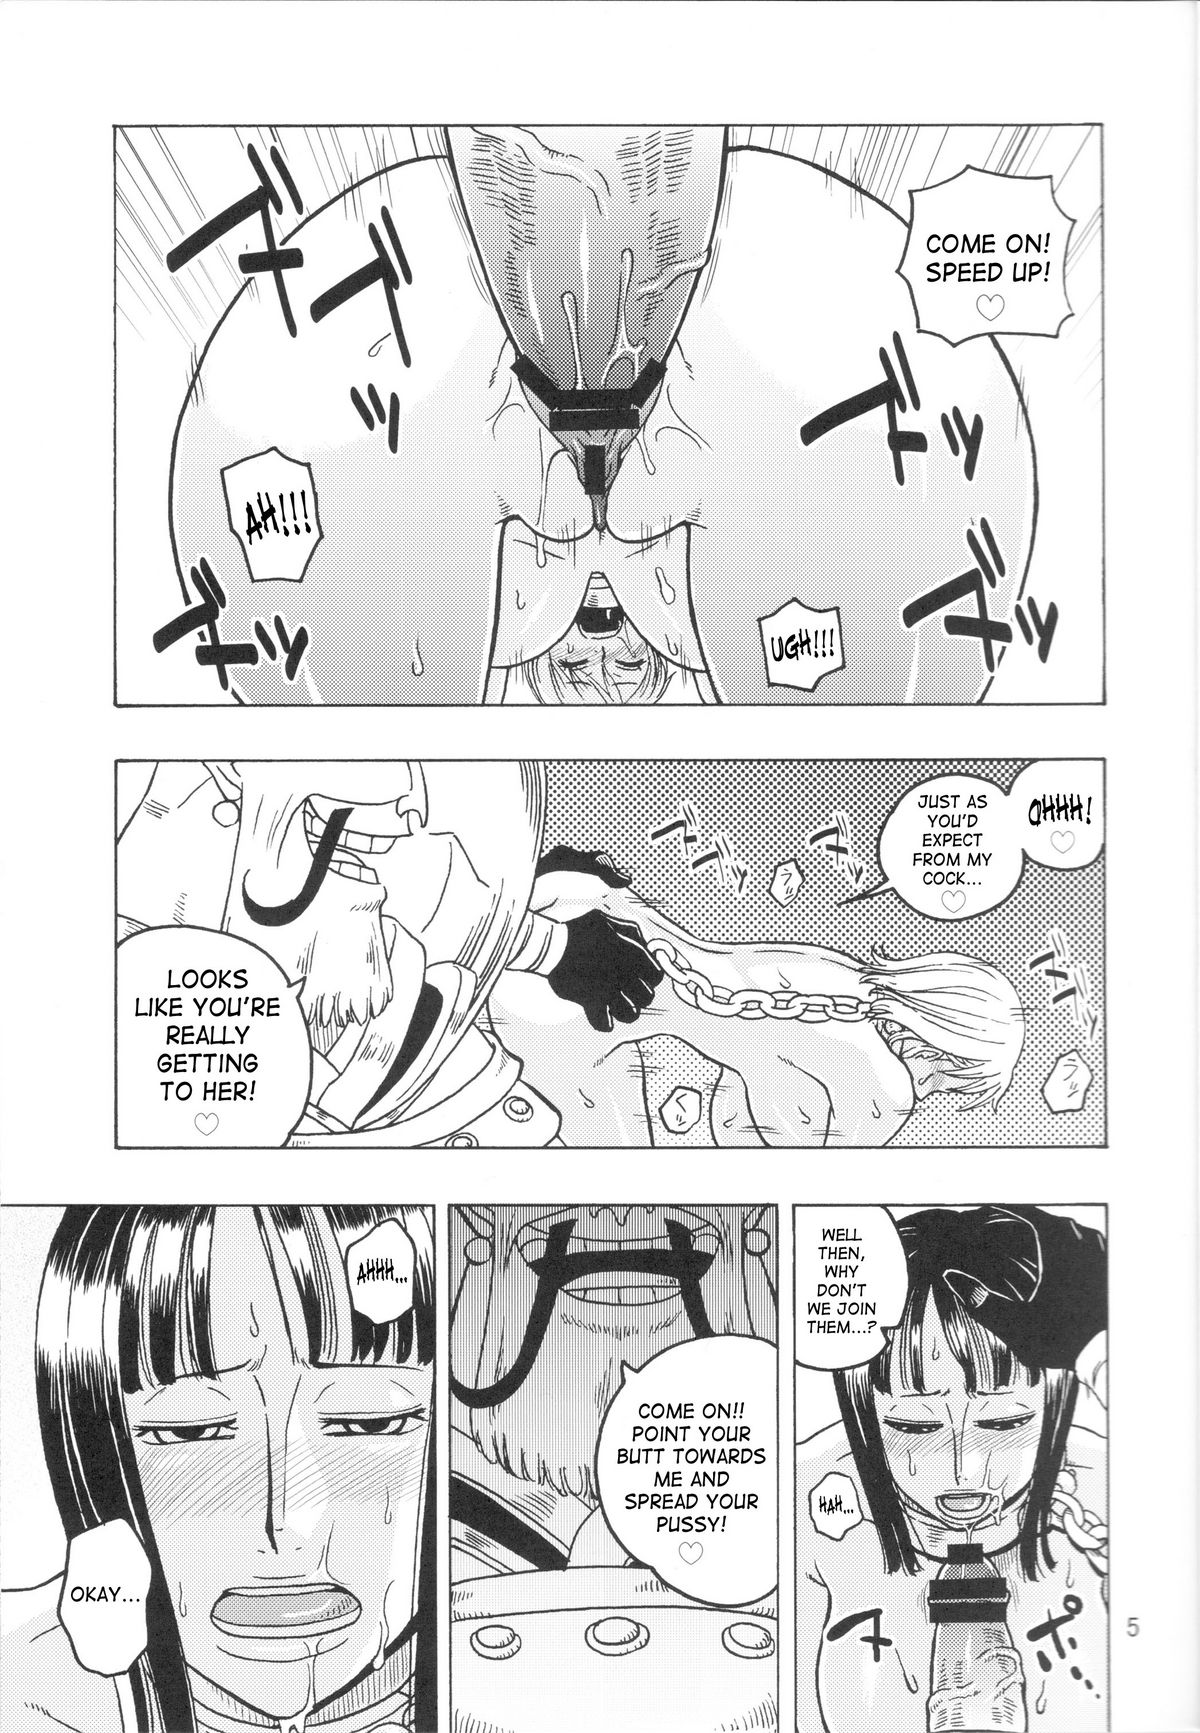 COME ON!
SPEED UP!
♡
AH!!!
UGH!!!
OHHH!
♡
JUST AS
YOU'D
EXPECT
FROM MY
COCK...
♡
LOOKS
LIKE YOU'RE
REALLY
GETTING
TO HER!
♡
WELL
THEN,
WHY
DON'T
WE JOIN
THEM...?
HAH...
COME ON!!
POINT YOUR
BUTT TOWARDS
ME AND
SPREAD YOUR
PUSSY!
♡
AHHH...
OKAY...
5